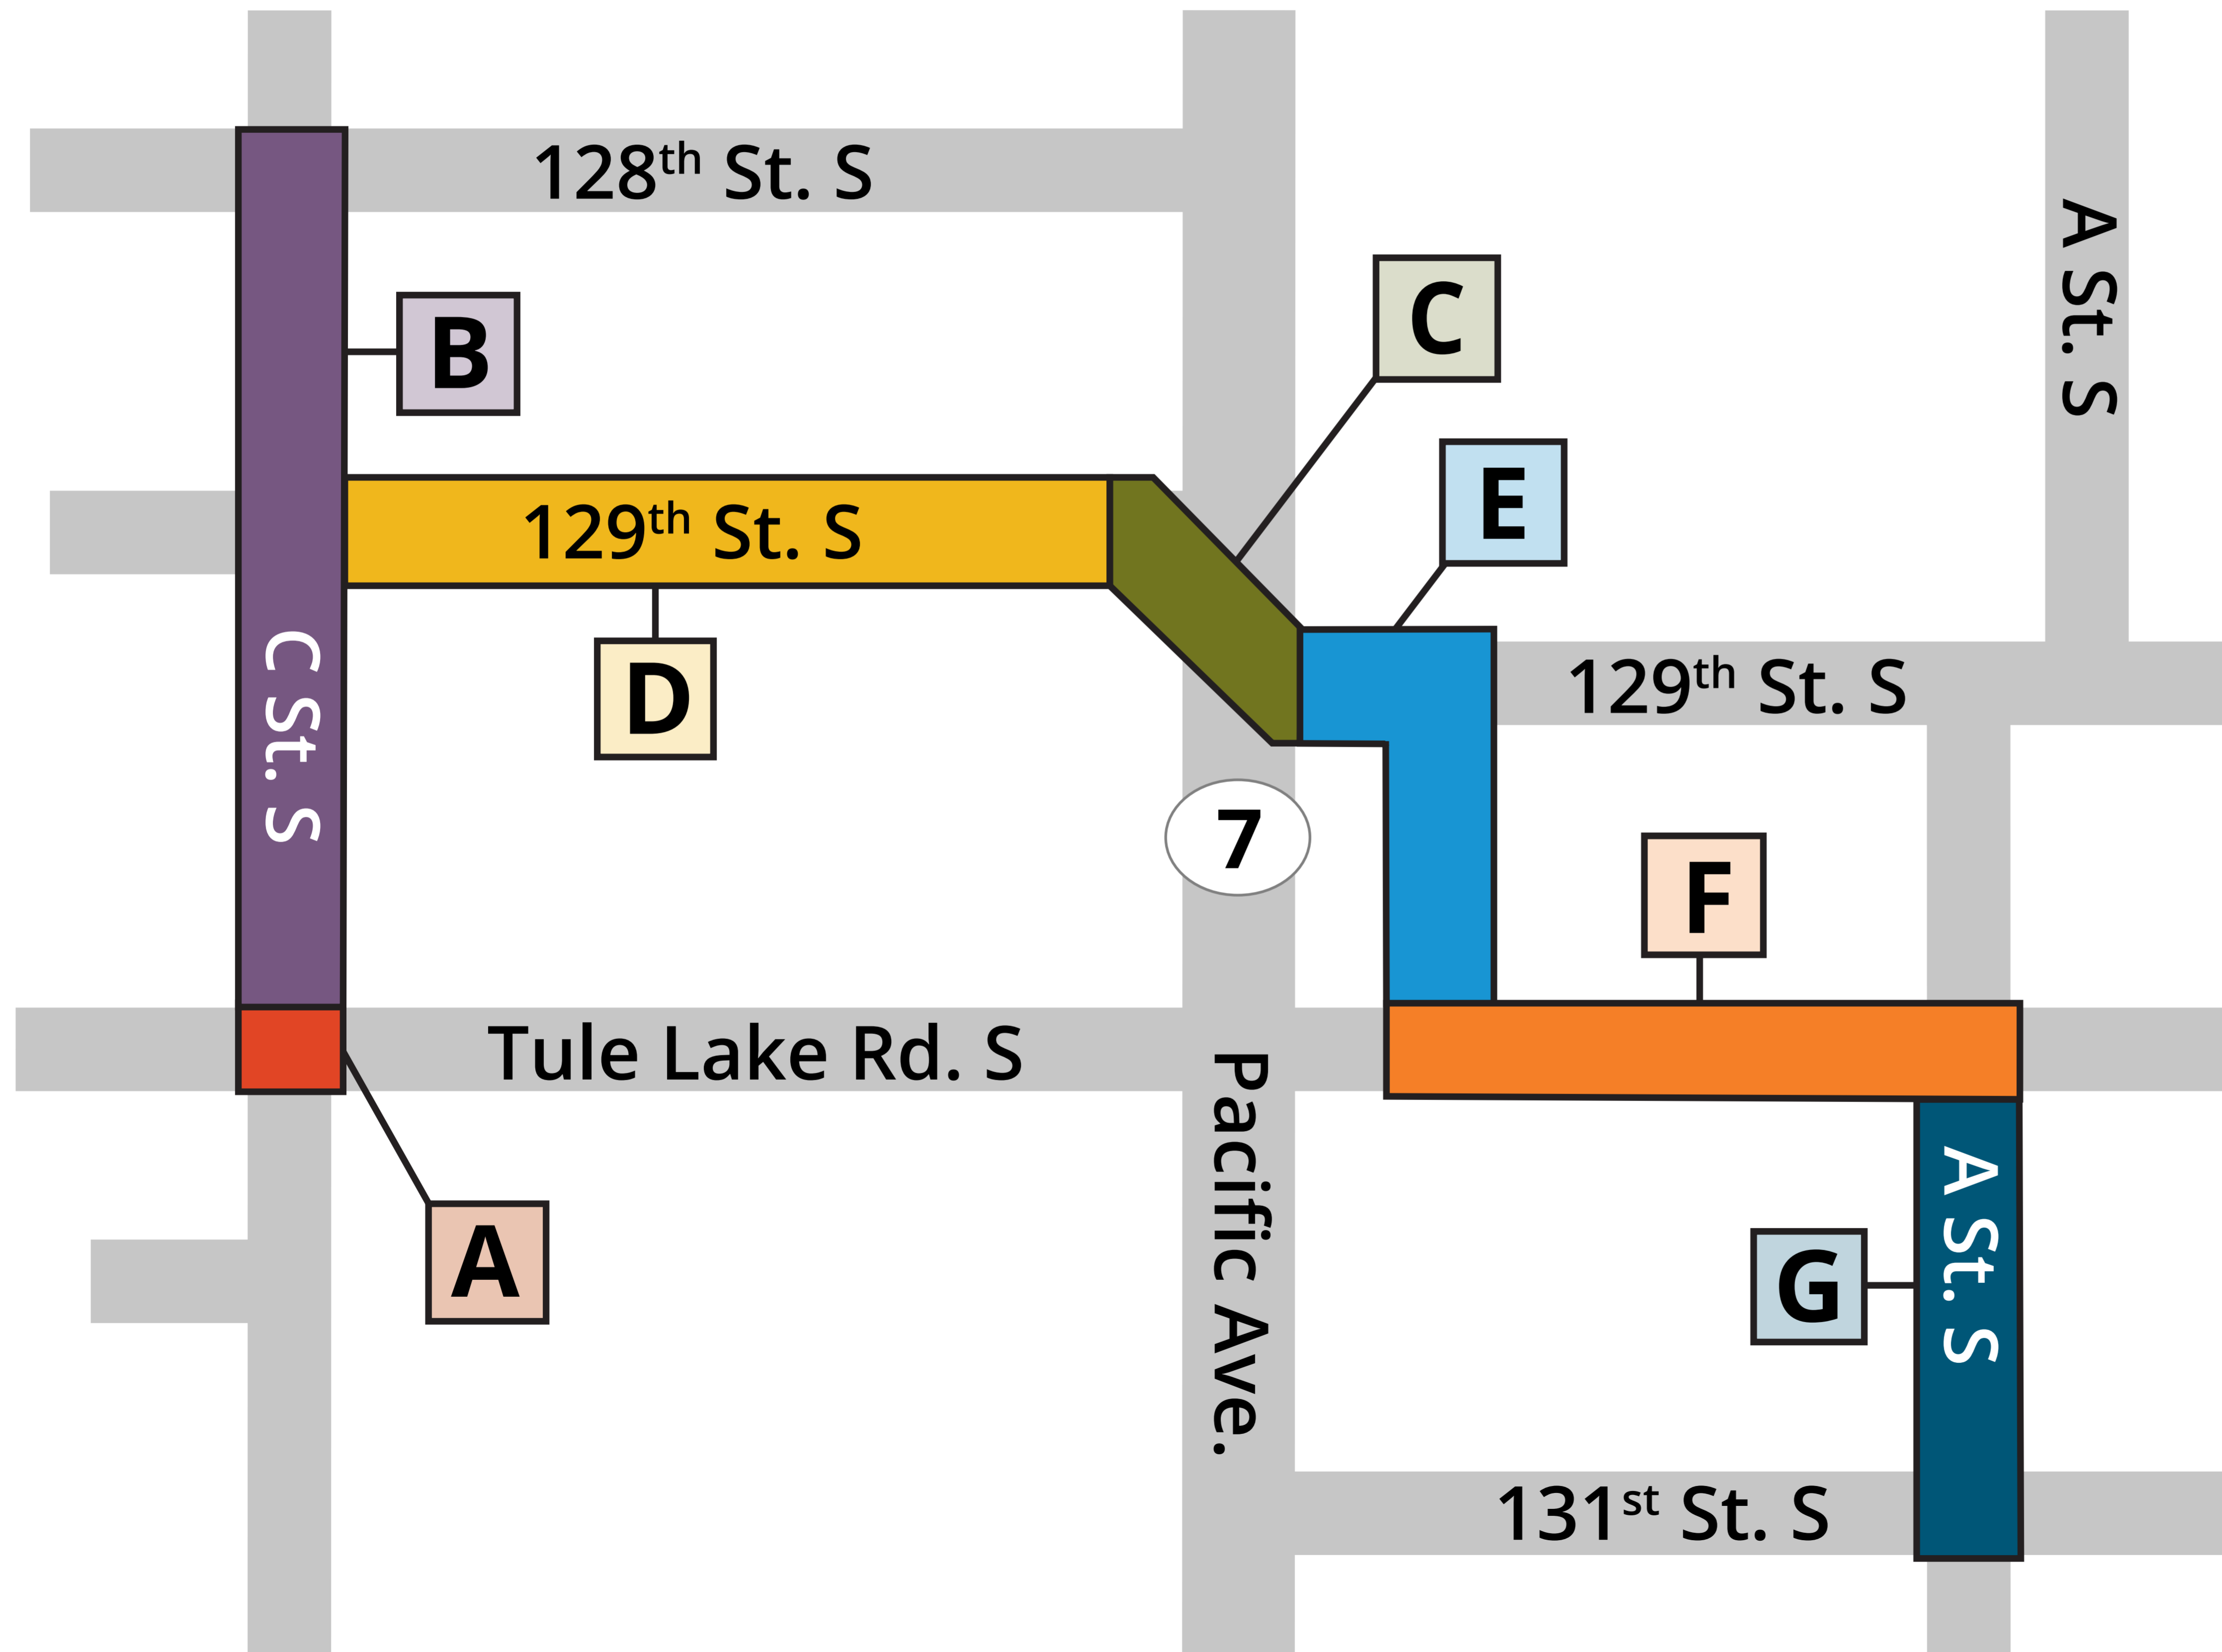 128th St. S
A St. S
B
C
E
129th St. S
C St. S
D
129th St. S
7
F
Tule Lake Rd. S
Pacific Ave.
A
A St. S
G
131st St. S